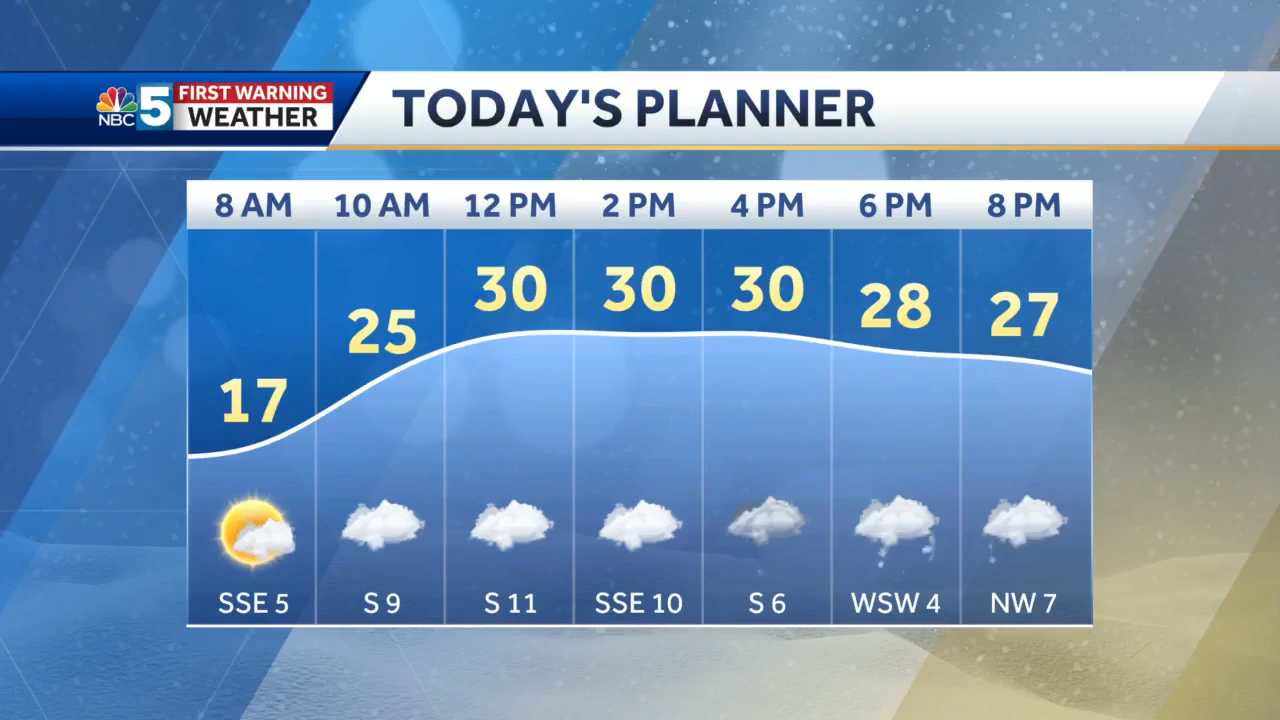 NBC 5 FIRST WARNING WEATHER
TODAY'S PLANNER
8 AM 10 AM 12 PM 2 PM 4 PM 6 PM 8 PM
17 25 30 30 30 28 27
SSE 5 S 9 S 11 SSE 10 S 6 WSW 4 NW 7